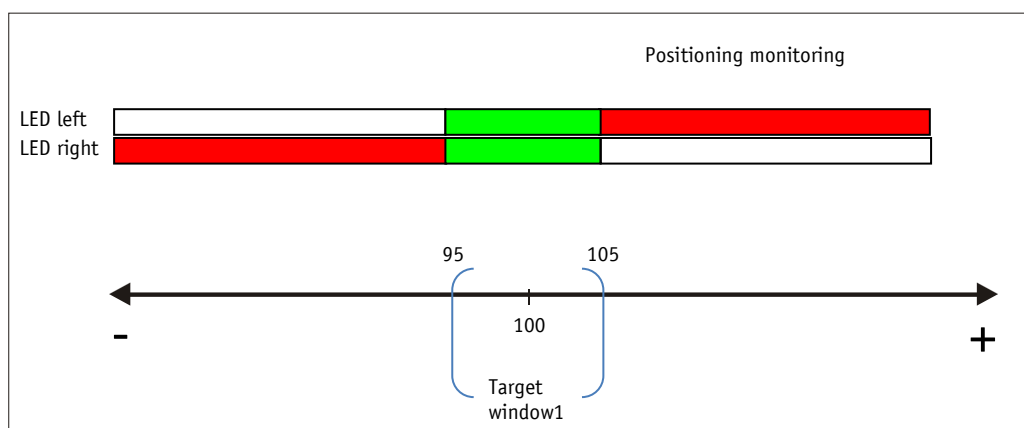 Positioning monitoring
LED left
LED right
95
105
100
-
+
Target
window1